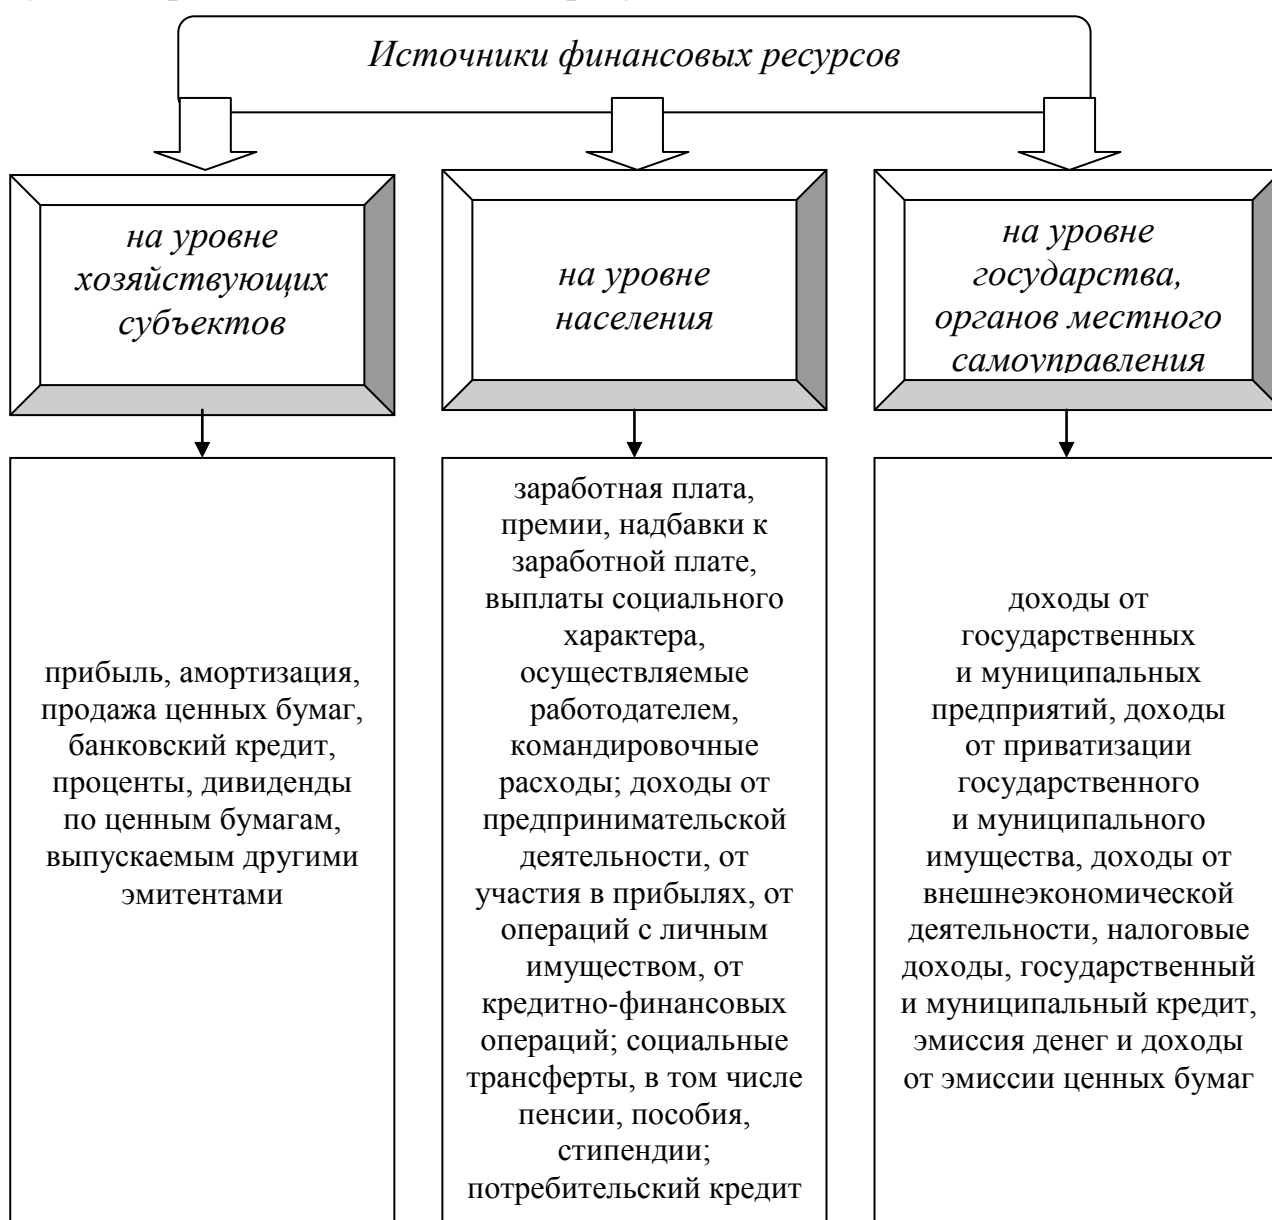 Источники финансовых ресурсов
на уровне
хозяйствующих
субъектов
на уровне
населения
на уровне
государства,
органов местного
самоуправления
прибыль, амортизация,
продажа ценных бумаг,
банковский кредит,
проценты, дивиденды
по ценным бумагам,
выпускаемым другими
эмитентами
заработная плата,
премии, надбавки к
заработной плате,
выплаты социального
характера,
осуществляемые
работодателем,
командировочные
расходы; доходы от
предпринимательской
деятельности, от
участия в прибылях, от
операций с личным
имуществом, от
кредитно-финансовых
операций; социальные
трансферты, в том числе
пенсии, пособия,
стипендии;
потребительский кредит
доходы от
государственных
и муниципальных
предприятий, доходы
от приватизации
государственного
и муниципального
имущества, доходы от
внешнеэкономической
деятельности, налоговые
доходы, государственный
и муниципальный кредит,
эмиссия денег и доходы
от эмиссии ценных бумаг